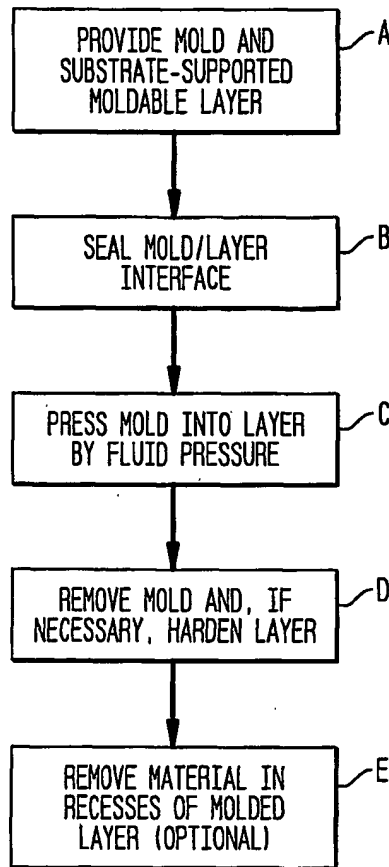 PROVIDE MOLD AND
SUBSTRATE-SUPPORTED
MOLDABLE LAYER
A
SEAL MOLD/LAYER
INTERFACE
B
PRESS MOLD INTO LAYER
BY FLUID PRESSURE
C
REMOVE MOLD AND, IF
NECESSARY, HARDEN LAYER
D
REMOVE MATERIAL IN
RECESSES OF MOLDED
LAYER (OPTIONAL)
E